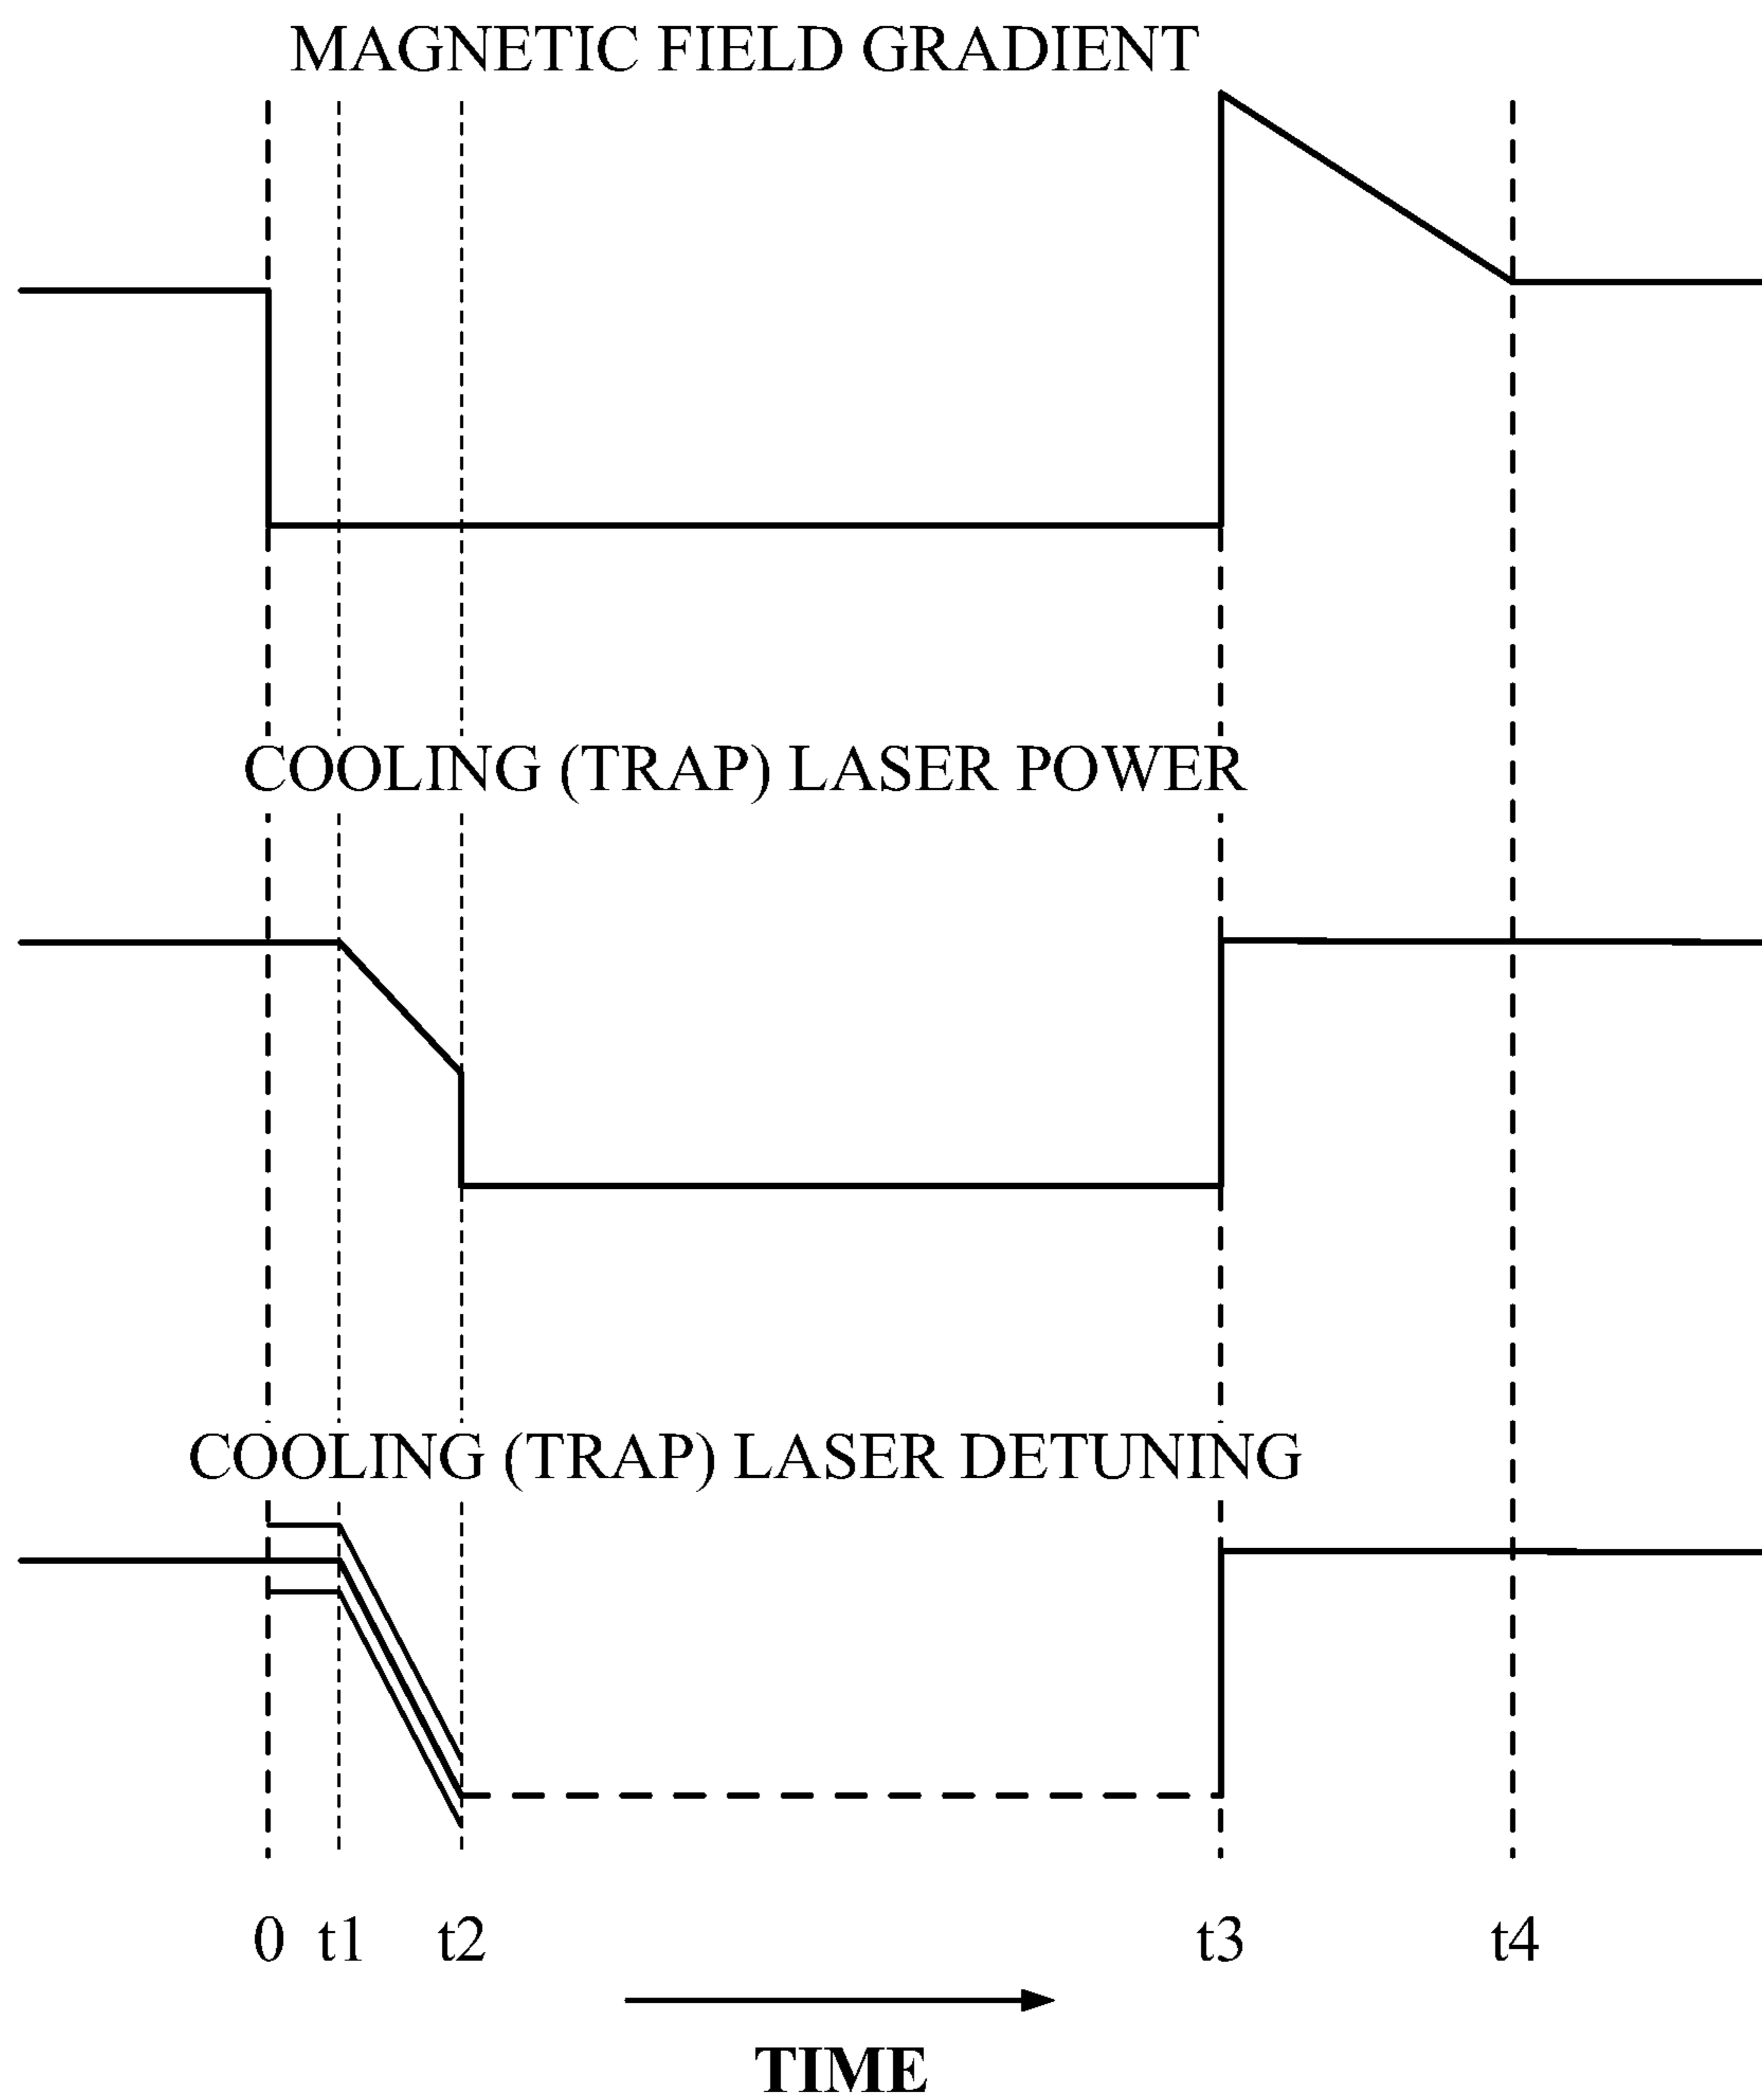 MAGNETIC FIELD GRADIENT
COOLING (TRAP) LASER POWER
COOLING (TRAP) LASER DETUNING
0 t1 t2 t3 t4
TIME